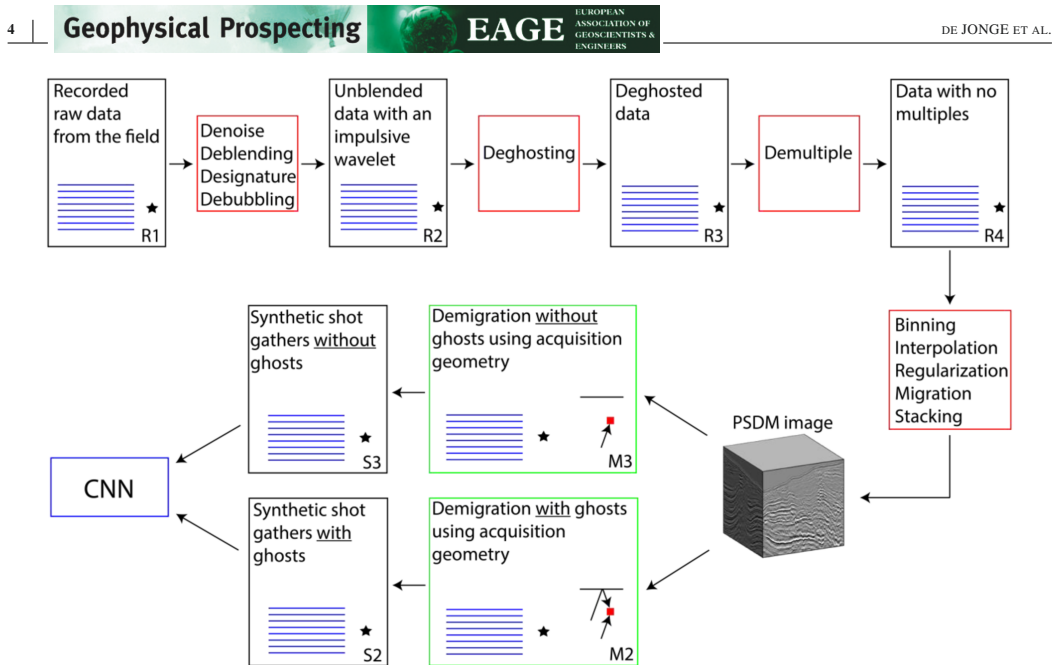 4
Geophysical Prospecting
EAGE
EUROPEAN
ASSOCIATION OF
GEOSCIENTISTS &
ENGINEERS
DE JONGE ET AL.
Recorded
raw data
from the field
R1
Denoise
Deblending
Designature
Debubbling
Unblended
data with an
impulsive
wavelet
R2
Deghosting
Deghosted
data
R3
Demultiple
Data with no
multiples
R4
Binning
Interpolation
Regularization
Migration
Stacking
PSDM image
Demigration without
ghosts using acquisition
geometry
M3
Synthetic shot
gathers without
ghosts
S3
CNN
Demigration with ghosts
using acquisition
geometry
M2
Synthetic shot
gathers with
ghosts
S2